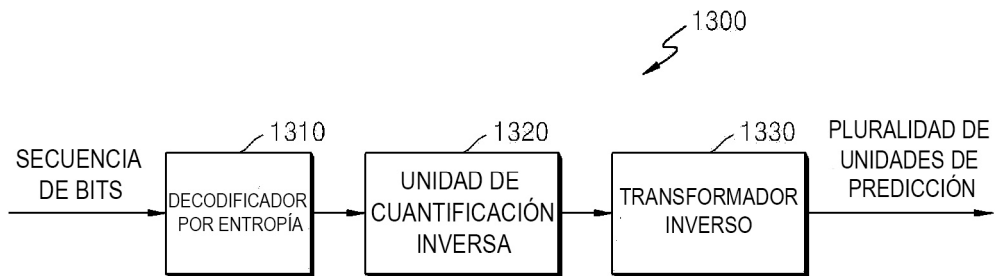 1300
SECUENCIA
DE BITS
1310
DECODIFICADOR
POR ENTROPÍA
1320
UNIDAD DE
CUANTIFICACIÓN
INVERSA
1330
TRANSFORMADOR
INVERSO
PLURALIDAD DE
UNIDADES DE
PREDICCIÓN